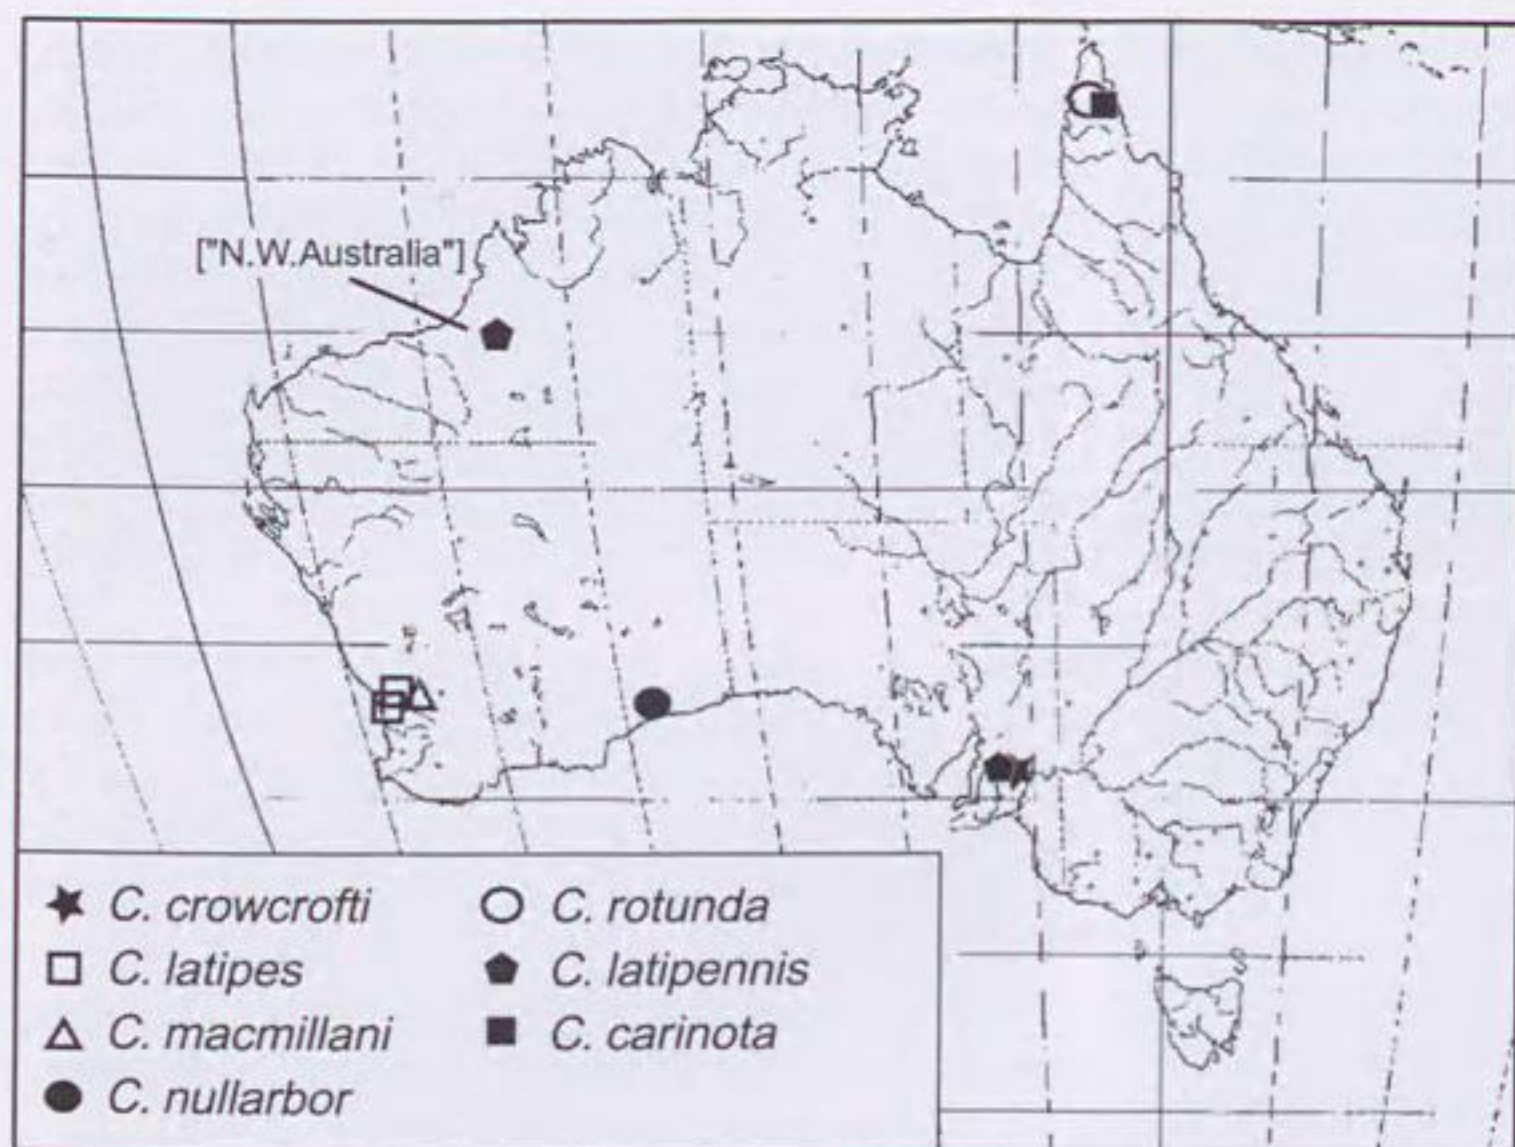 ["N.W.Australia"]
C. crowcrofti
C. latipes
C. macmillani
C. nullarbor
C. rotunda
C. latipennis
C. carinota